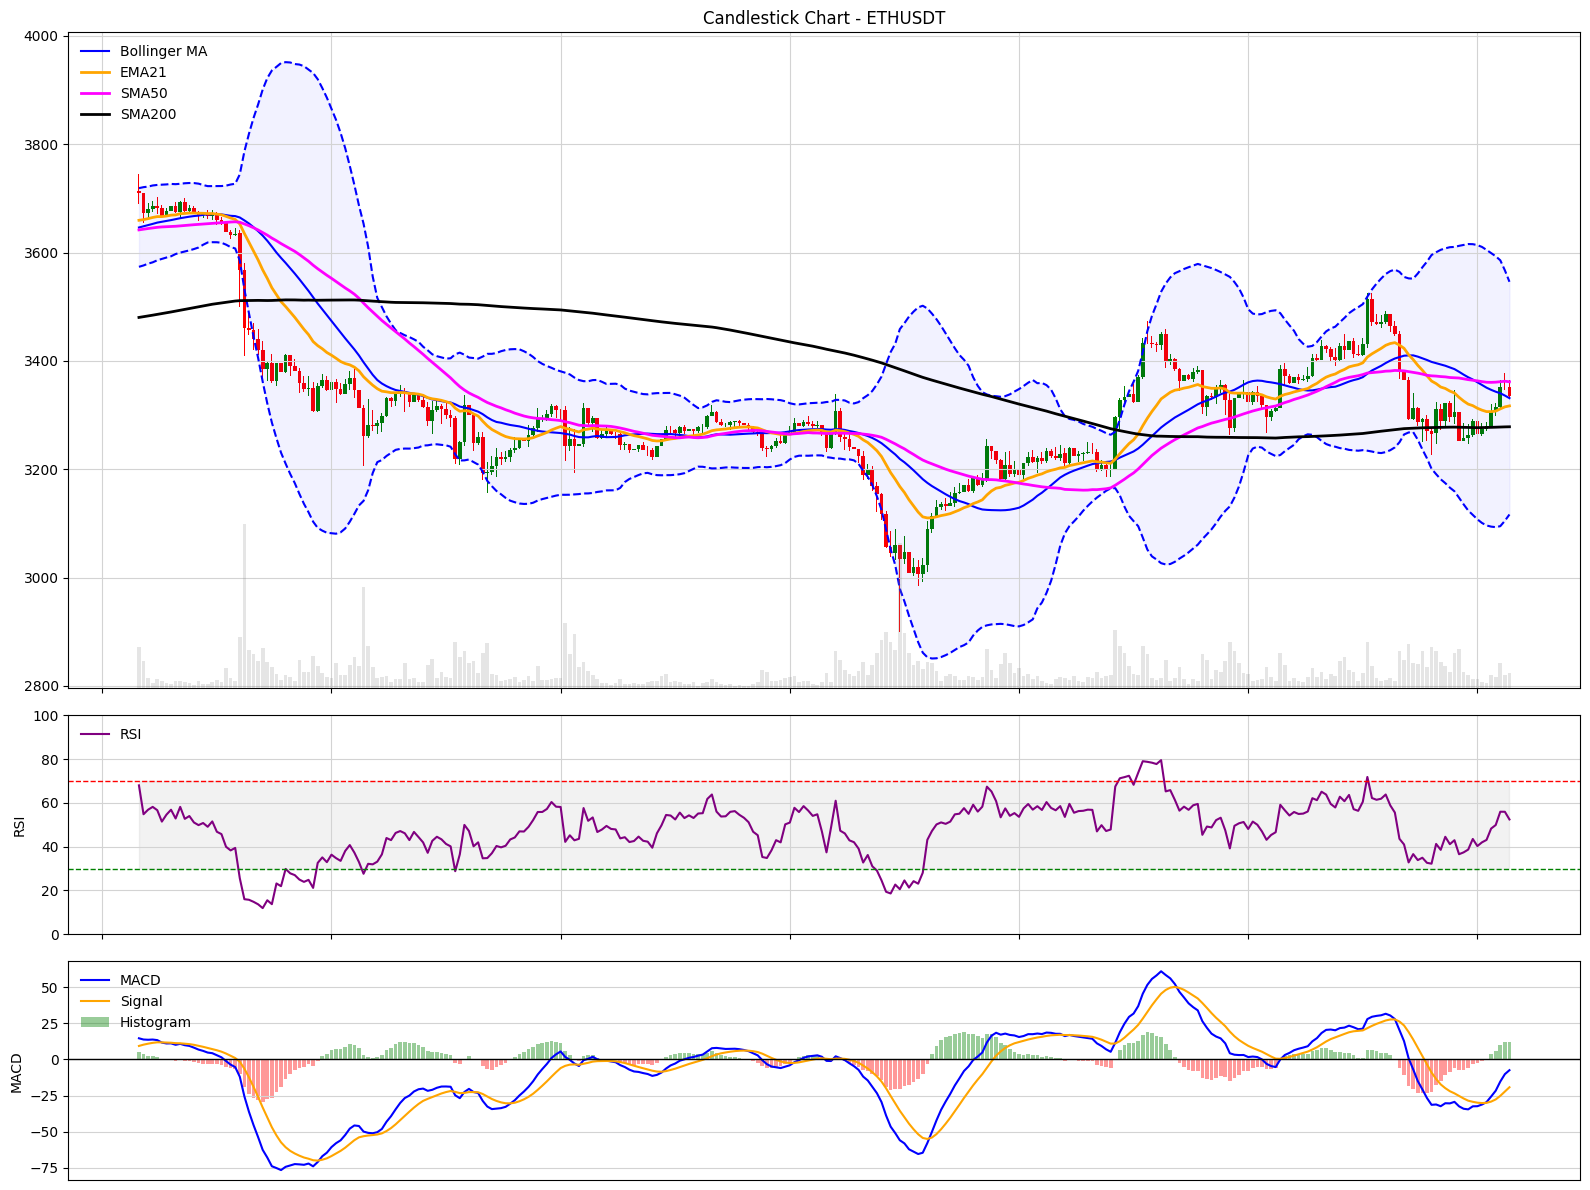 Candlestick Chart - ETHUSDT
4000
3800
3600
3400
3200
3000
2800
Bollinger MA
EMA21
SMA50
SMA200
100
80
60
40
20
0
RSI
RSI
50
25
0
−25
−50
−75
MACD
MACD
Signal
Histogram